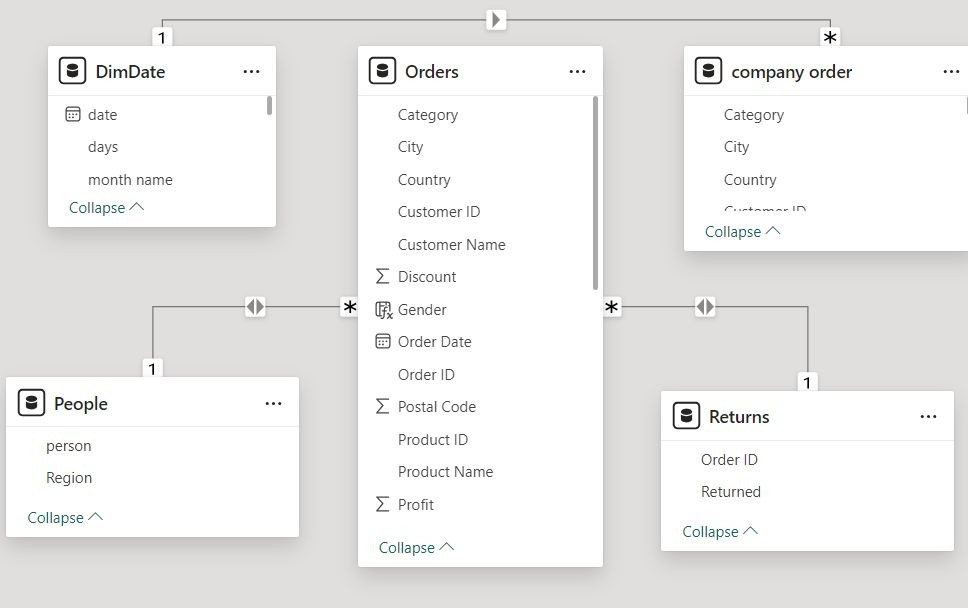 1
*
DimDate ...
date
days
month name
Collapse
Orders ...
Category
City
Country
Customer ID
Customer Name
Discount
Gender
Order Date
Order ID
Postal Code
Product ID
Product Name
Profit
Collapse
company order ...
Category
City
Country
Customer ID
Collapse
*
*
1
1
People ...
person
Region
Collapse
Returns ...
Order ID
Returned
Collapse